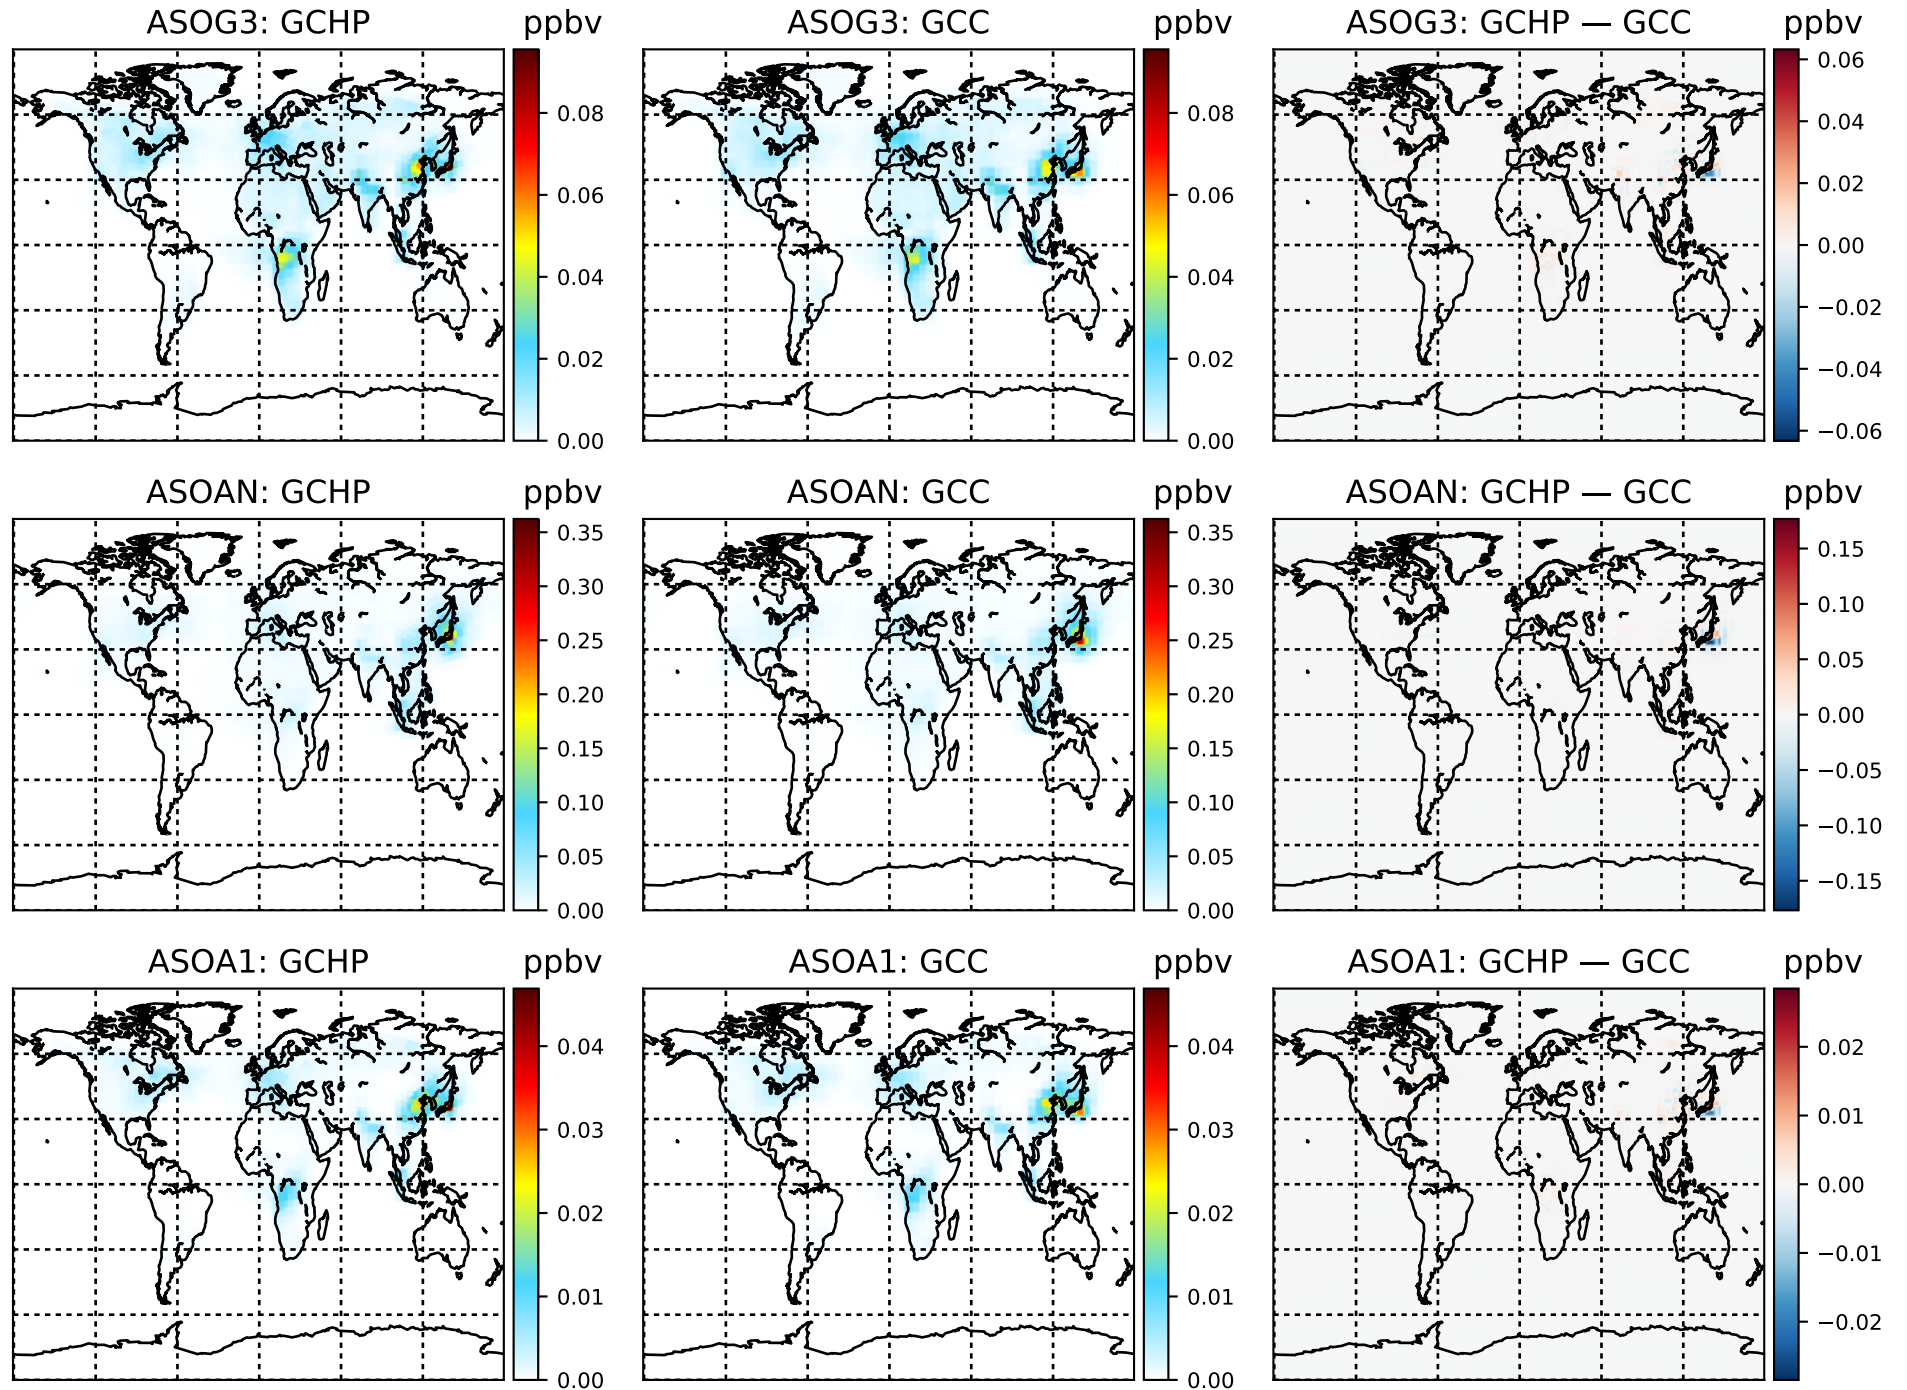 ASOG3: GCHP ppbv ASOG3: GCC ppbv ASOG3: GCHP — GCC ppbv
0.08 0.08 0.06
0.06 0.06 0.04
0.04 0.04 0.02
0.02 0.02 0.00
0.00 0.00 −0.02
−0.04
−0.06
ASOAN: GCHP ppbv ASOAN: GCC ppbv ASOAN: GCHP — GCC ppbv
0.35 0.35 0.15
0.30 0.30 0.10
0.25 0.25 0.05
0.20 0.20 0.00
0.15 0.15 −0.05
0.10 0.10 −0.10
0.05 0.05 −0.15
0.00 0.00
ASOA1: GCHP ppbv ASOA1: GCC ppbv ASOA1: GCHP — GCC ppbv
0.04 0.04 0.02
0.03 0.03 0.01
0.02 0.02 0.00
0.01 0.01 −0.01
0.00 0.00 −0.02